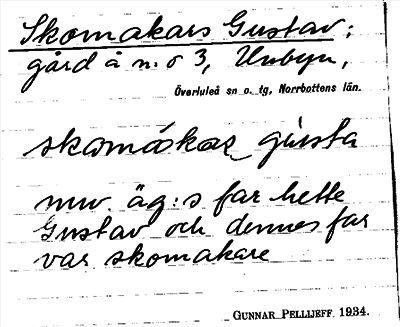 Skomakars Gustav;
gård å n:o 3, Unbyn,
Överluleå sn o. tg, Norrbottens län.
skomákar gùsta
nuv. äg:s far hette
Gustav och dennes far
var skomakare
GUNNAR PELLIJEFF 1934.